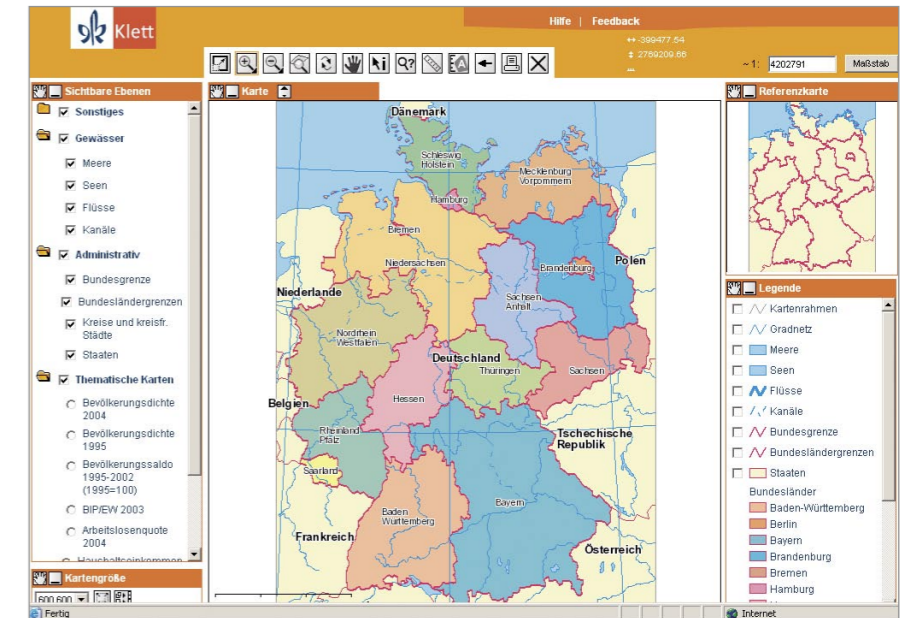 Klett
Hilfe | Feedback
-399477.54
2769209.66
~ 1: 4202791 Maßstab
Sichtbare Ebenen
Sonstiges
Gewässer
Meere
Seen
Flüsse
Kanäle
Administrativ
Bundesgrenze
Bundesländergrenzen
Kreise und kreisfr.
Städte
Staaten
Thematische Karten
Bevölkerungsdichte
2004
Bevölkerungsdichte
1995
Bevölkerungssaldo
1995-2002
(1995=100)
BIP/EW 2003
Arbeitslosenquote
2004
Haushaltseinkommen
Kartengröße
600,600
Karte
Dänemark
Schleswig
Holstein
Mecklenburg
Vorpommern
Hamburg
Bremen
Niedersachsen
Brandenburg
Polen
Niederlande
Sachsen
Anhalt
Nordrhein
Westfalen
Deutschland
Thüringen
Sachsen
Hessen
Belgien
Rheinland
Pfalz
Tschechische
Republik
Saarland
Bayern
Baden
Württemberg
Frankreich
Österreich
Referenzkarte
Legende
Kartenrahmen
Gradnetz
Meere
Seen
Flüsse
Kanäle
Bundesgrenze
Bundesländergrenzen
Staaten
Bundesländer
Baden-Württemberg
Berlin
Bayern
Brandenburg
Bremen
Hamburg
Fertig
Internet